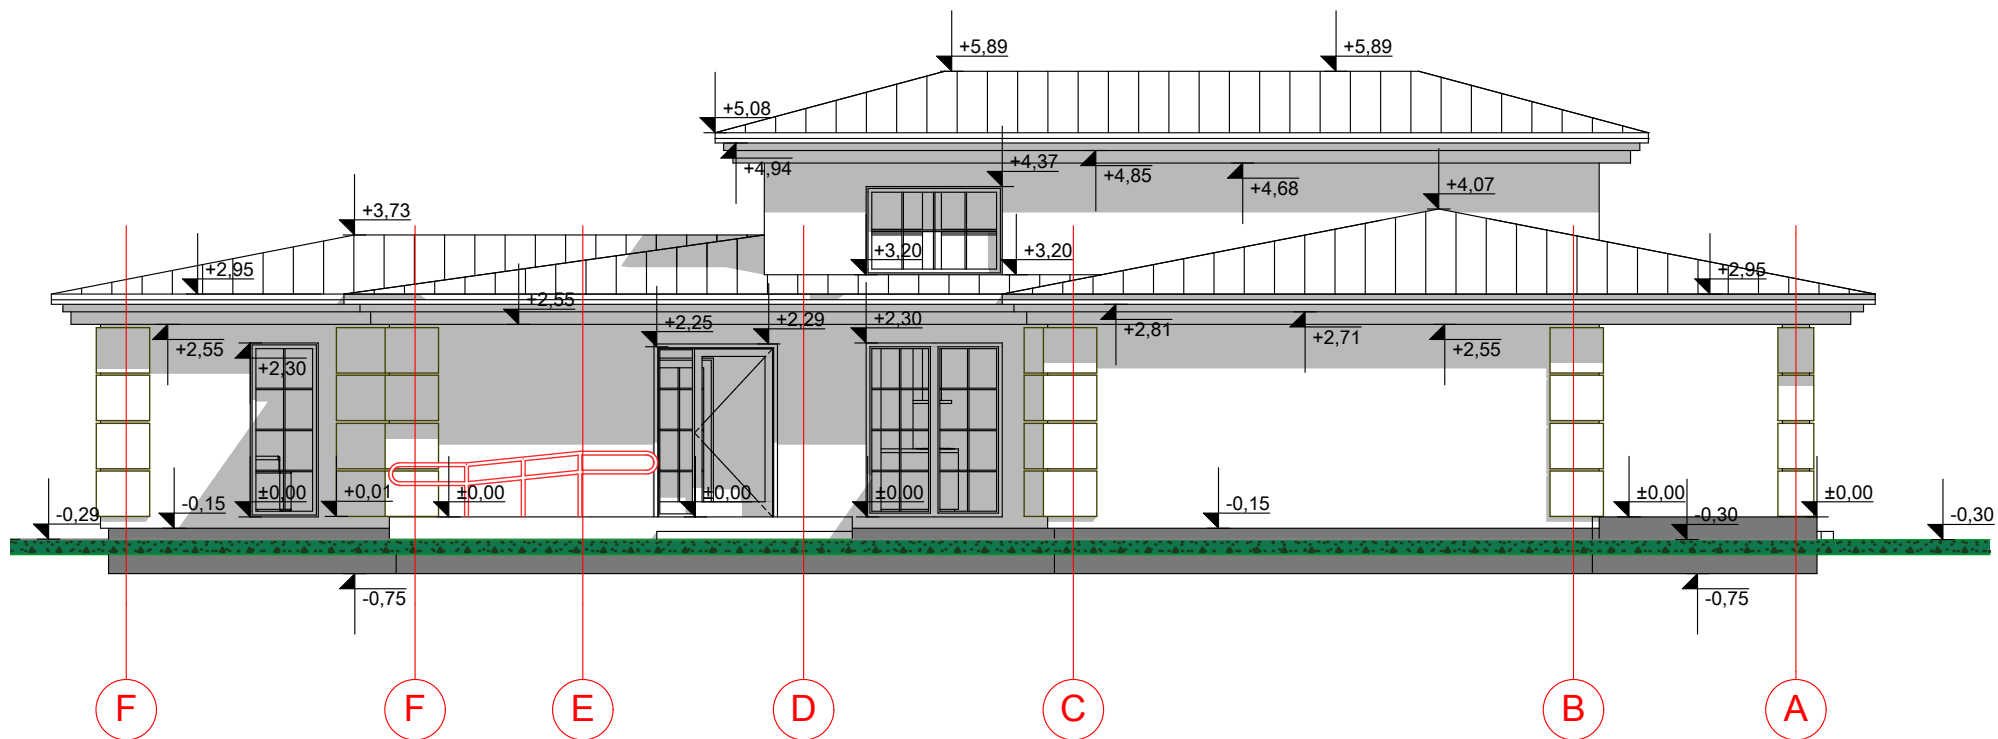 +5,89 +5,89
+5,08
+4,94 +4,37 +4,85 +4,68 +4,07
+3,73
+2,95 +3,20 +3,20 +2,95
+2,55
+2,25 +2,29 +2,30 +2,81 +2,71 +2,55
+2,55
+2,30
-0,29 -0,15 ±0,00 +0,01 ±0,00 ±0,00 ±0,00 -0,15 ±0,00 -0,30 ±0,00 -0,30
-0,75 -0,75
F F E D C B A